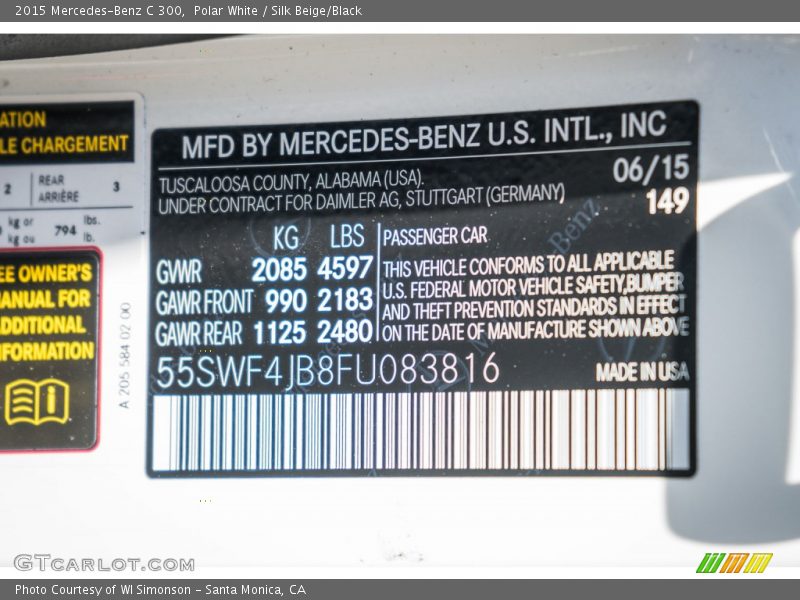 2015 Mercedes-Benz C 300,  Polar White / Silk Beige/Black
ATION
LE CHARGEMENT
2 REAR ARRIÈRE 3
kg or 794 lbs.
kg ou lb.
EE OWNER'S
MANUAL FOR
ADDITIONAL
NFORMATION
A 205 584 02 00
MFD BY MERCEDES-BENZ U.S. INTL., INC
TUSCALOOSA COUNTY, ALABAMA (USA). 06/15
UNDER CONTRACT FOR DAIMLER AG, STUTTGART (GERMANY) 149
KG LBS PASSENGER CAR
GVWR 2085 4597 THIS VEHICLE CONFORMS TO ALL APPLICABLE
U.S. FEDERAL MOTOR VEHICLE SAFETY,BUMPER
GAWR FRONT 990 2183 AND THEFT PREVENTION STANDARDS IN EFFECT
GAWR REAR 1125 2480 ON THE DATE OF MANUFACTURE SHOWN ABOVE
55SWF4JB8FU083816 MADE IN USA
GTCARLOT.COM
Photo Courtesy of WI Simonson - Santa Monica, CA